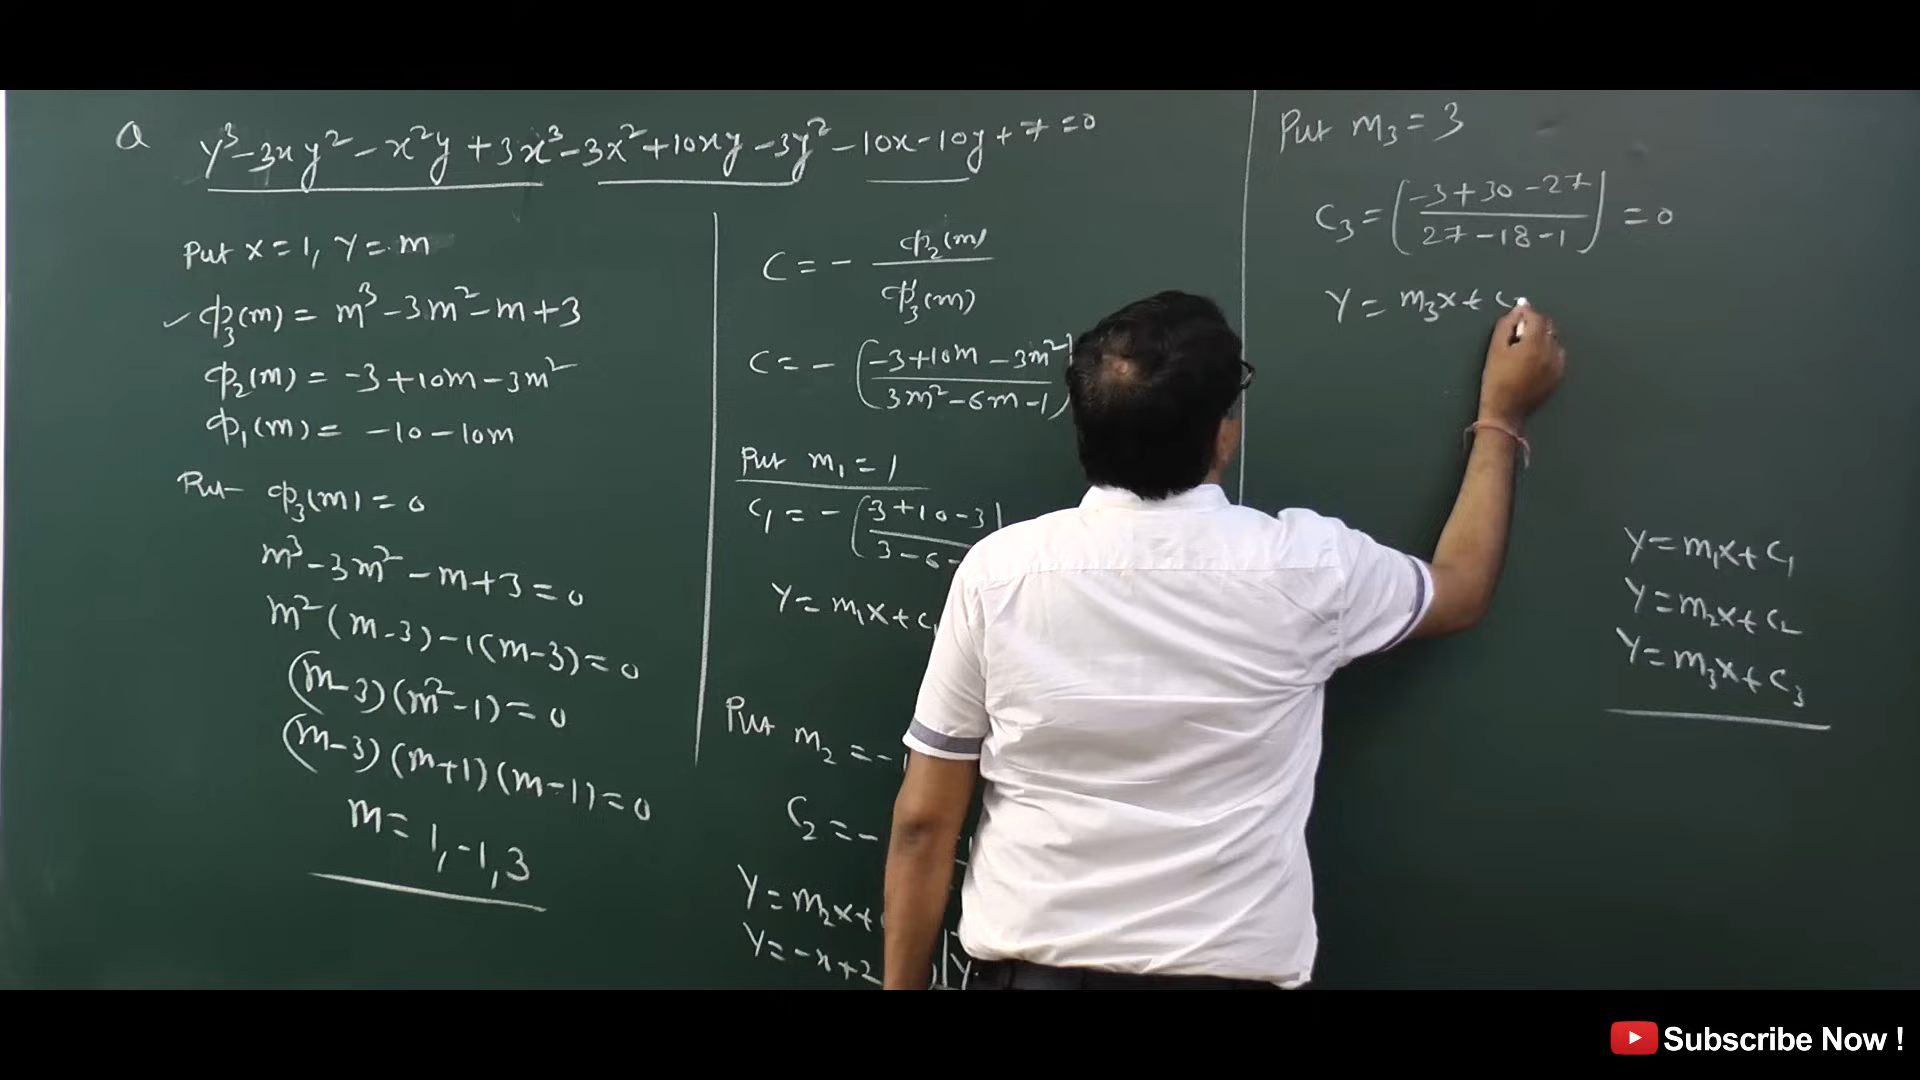 Q y³-3xy²-x²y+3x³-3x²+10xy-3y²-10x-10y+7=0
Put x=1, y=m
✓ ϕ₃(m) = m³-3m²-m+3
ϕ₂(m) = -3+10m-3m²
ϕ₁(m) = -10-10m
Put ϕ₃(m)=0
m³-3m²-m+3=0
m²(m-3)-1(m-3)=0
(m-3)(m²-1)=0
(m-3)(m+1)(m-1)=0
m= 1,-1,3
C = - ϕ₂(m)
ϕ₃'(m)
C = - (-3+10m-3m²
3m²-6m-1)
Put m₁=1
C₁ = - (-3+10-3)
3-6-
Y= m₁x+c₁
Put m₂ = -1
C₂ = -
Y= m₂x+
Y= -x+2
Put m₃ = 3
C₃ = (-3+30-27) = 0
27-18-1
Y = m₃x+c
Y=m₁x+c₁
Y=m₂x+c₂
Y=m₃x+c₃
Subscribe Now !